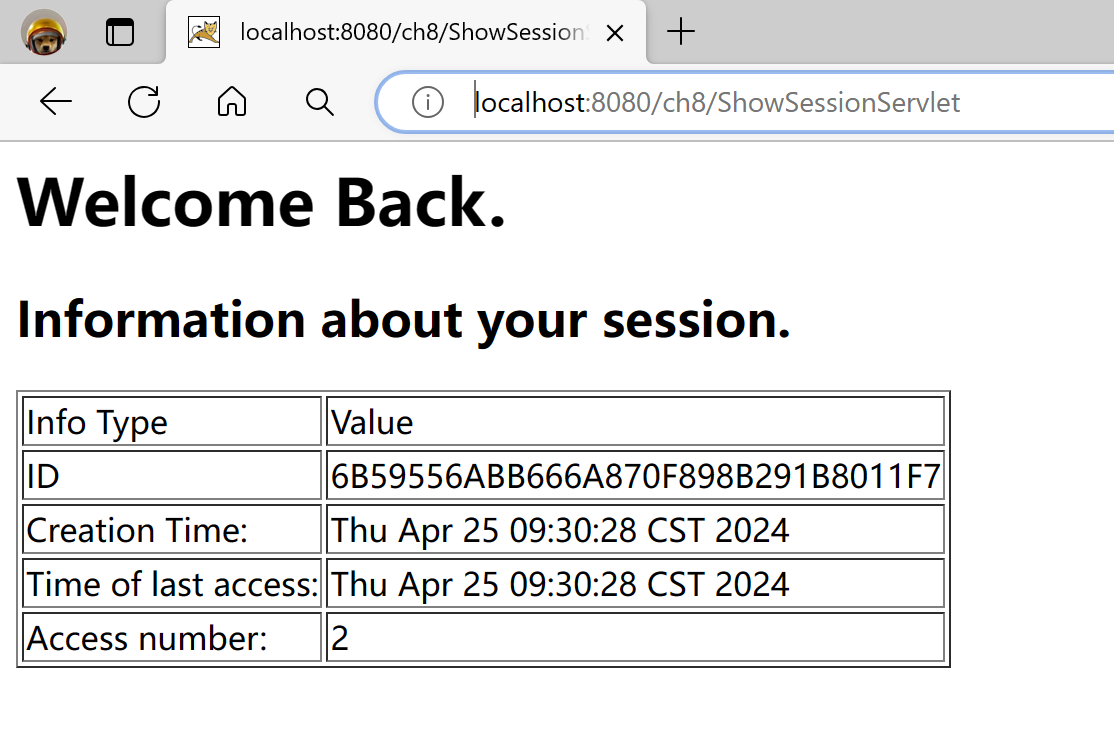 localhost:8080/ch8/ShowSession
localhost:8080/ch8/ShowSessionServlet
Welcome Back.
Information about your session.
Info Type Value
ID 6B59556ABB666A870F898B291B8011F7
Creation Time: Thu Apr 25 09:30:28 CST 2024
Time of last access: Thu Apr 25 09:30:28 CST 2024
Access number: 2